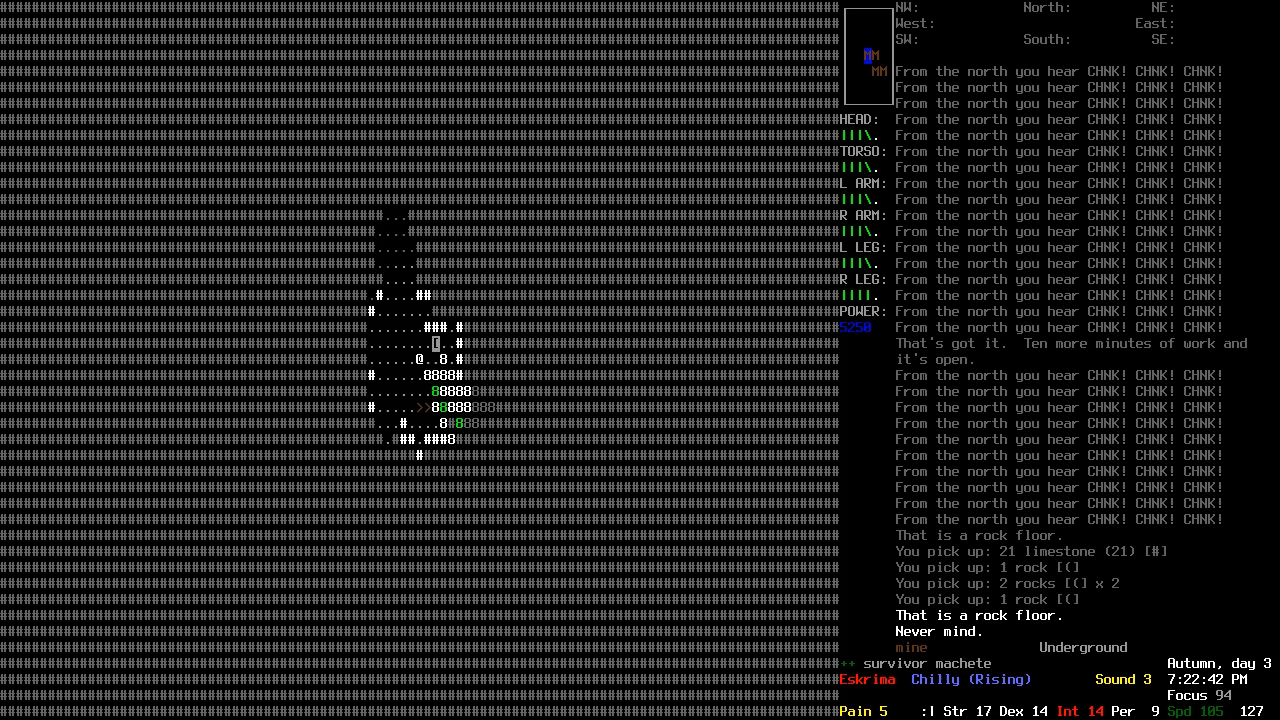 NW: North: NE:
West: East:
SW: South: SE:
MM
MM
From the north you hear CHNK! CHNK! CHNK!
From the north you hear CHNK! CHNK! CHNK!
From the north you hear CHNK! CHNK! CHNK!
HEAD: From the north you hear CHNK! CHNK! CHNK!
|||\. From the north you hear CHNK! CHNK! CHNK!
TORSO: From the north you hear CHNK! CHNK! CHNK!
|||\. From the north you hear CHNK! CHNK! CHNK!
L ARM: From the north you hear CHNK! CHNK! CHNK!
|||\. From the north you hear CHNK! CHNK! CHNK!
R ARM: From the north you hear CHNK! CHNK! CHNK!
|||\. From the north you hear CHNK! CHNK! CHNK!
L LEG: From the north you hear CHNK! CHNK! CHNK!
|||\. From the north you hear CHNK! CHNK! CHNK!
R LEG: From the north you hear CHNK! CHNK! CHNK!
||||. From the north you hear CHNK! CHNK! CHNK!
POWER: From the north you hear CHNK! CHNK! CHNK!
5250 From the north you hear CHNK! CHNK! CHNK!
That's got it. Ten more minutes of work and
it's open.
From the north you hear CHNK! CHNK! CHNK!
From the north you hear CHNK! CHNK! CHNK!
From the north you hear CHNK! CHNK! CHNK!
From the north you hear CHNK! CHNK! CHNK!
From the north you hear CHNK! CHNK! CHNK!
From the north you hear CHNK! CHNK! CHNK!
From the north you hear CHNK! CHNK! CHNK!
From the north you hear CHNK! CHNK! CHNK!
From the north you hear CHNK! CHNK! CHNK!
From the north you hear CHNK! CHNK! CHNK!
That is a rock floor.
You pick up: 21 limestone (21) [#]
You pick up: 1 rock [(]
You pick up: 2 rocks [(] x 2
You pick up: 1 rock [(]
That is a rock floor.
Never mind.
mine Underground
++ survivor machete Autumn, day 3
Eskrima Chilly (Rising) Sound 3 7:22:42 PM
Focus 94
Pain 5 :| Str 17 Dex 14 Int 14 Per 9 Spd 105 127